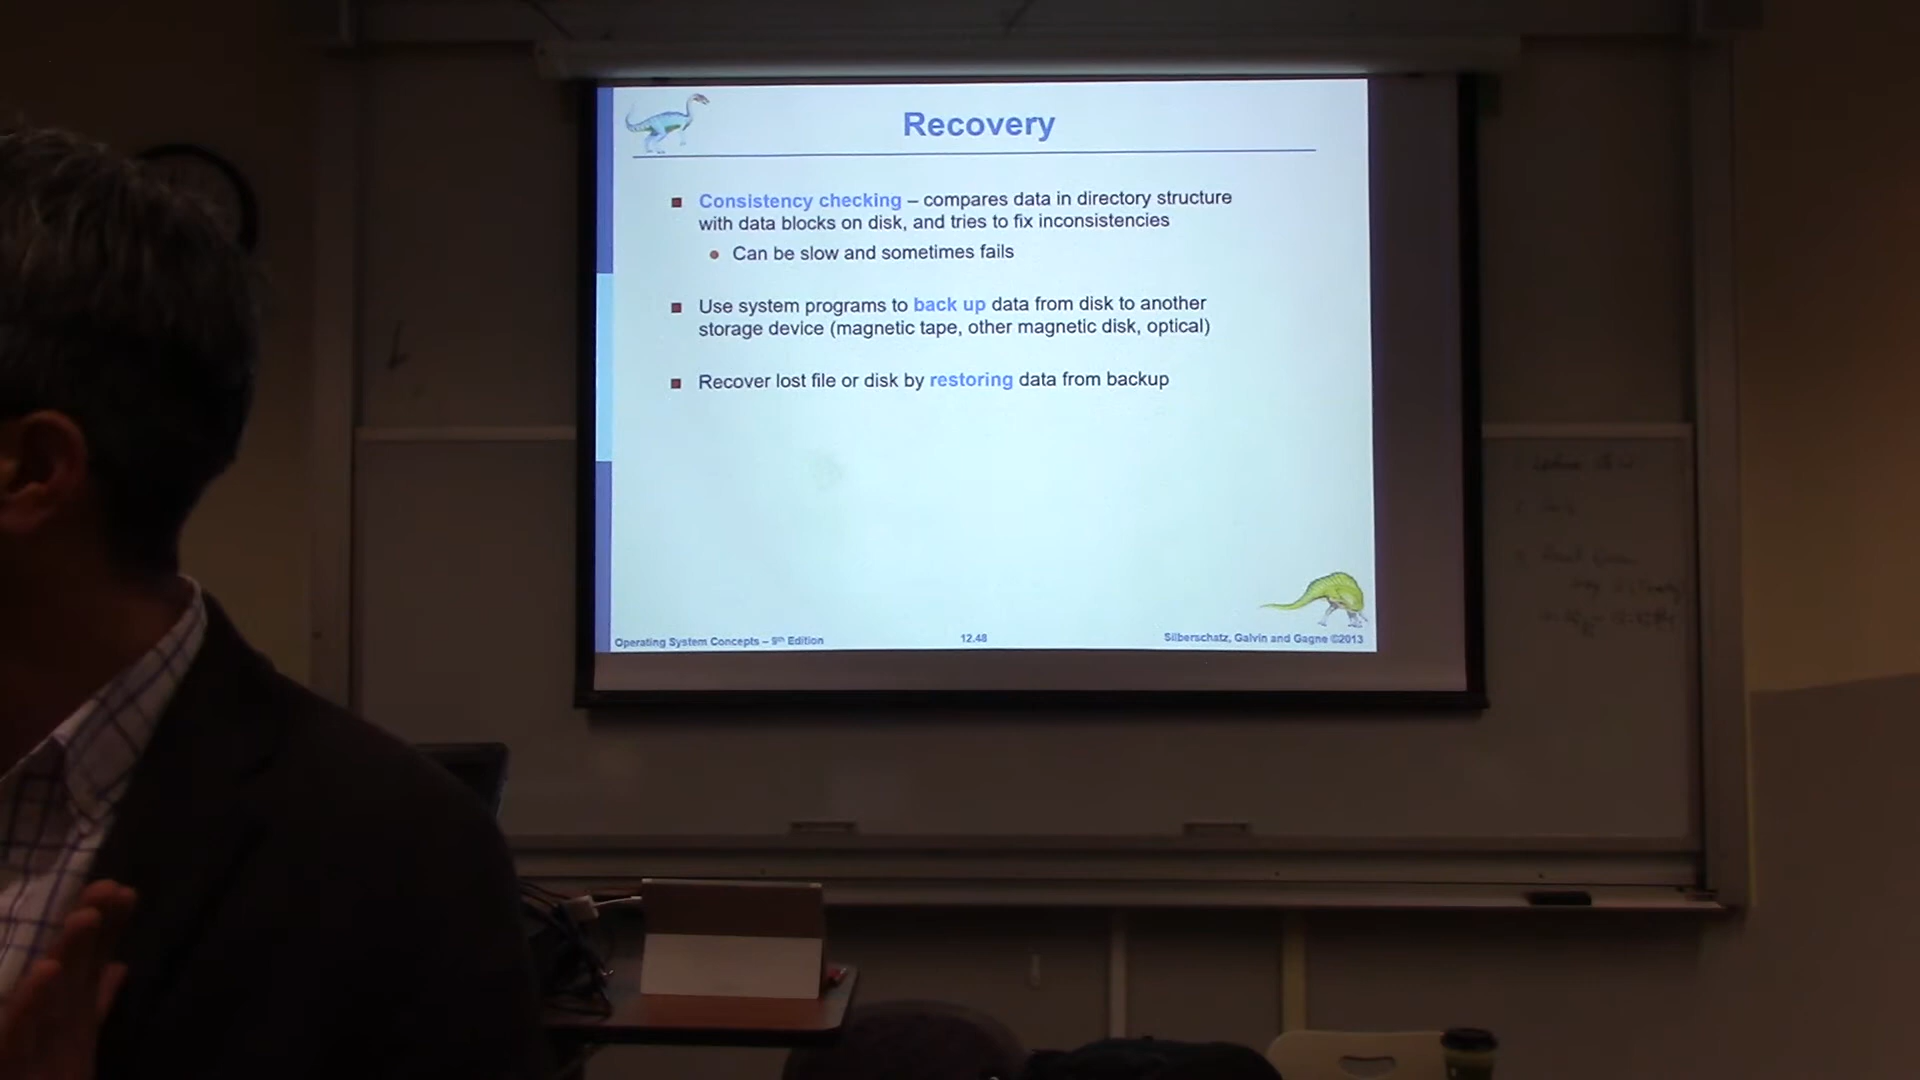 Recovery
Consistency checking – compares data in directory structure
with data blocks on disk, and tries to fix inconsistencies
Can be slow and sometimes fails
Use system programs to back up data from disk to another
storage device (magnetic tape, other magnetic disk, optical)
Recover lost file or disk by restoring data from backup
Operating System Concepts – 9th Edition
12.48
Silberschatz, Galvin and Gagne ©2013